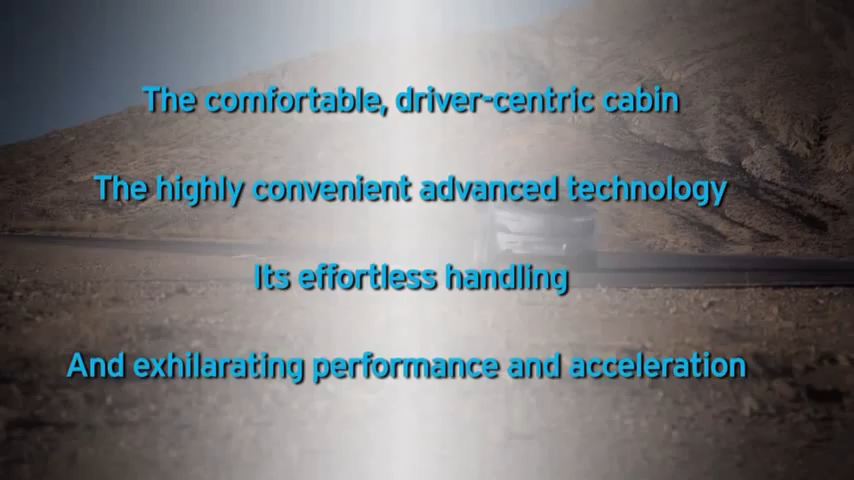 The comfortable, driver-centric cabin
The highly convenient advanced technology
Its effortless handling
And exhilarating performance and acceleration